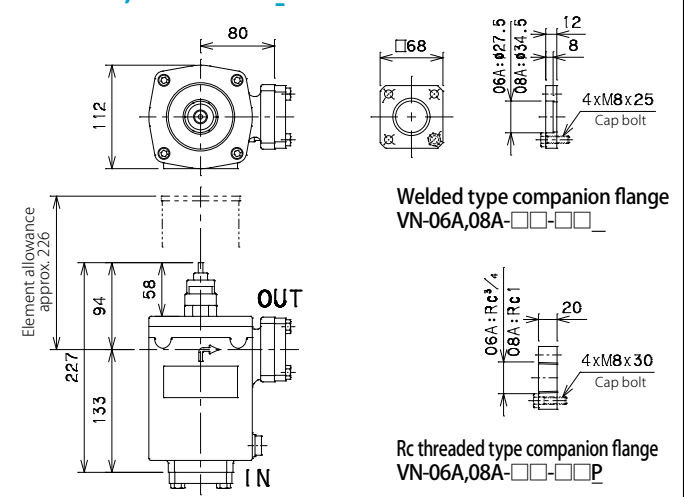 80
112
Element allowance
approx. 226
58
94
227
133
OUT
IN
□68
06A:ø27.5
08A:ø34.5
12
8
4xM8x25
Cap bolt
Welded type companion flange
VN-06A,08A-□□-□□_
06A:Rc3/4
08A:Rc1
20
4xM8x30
Cap bolt
Rc threaded type companion flange
VN-06A,08A-□□-□□P